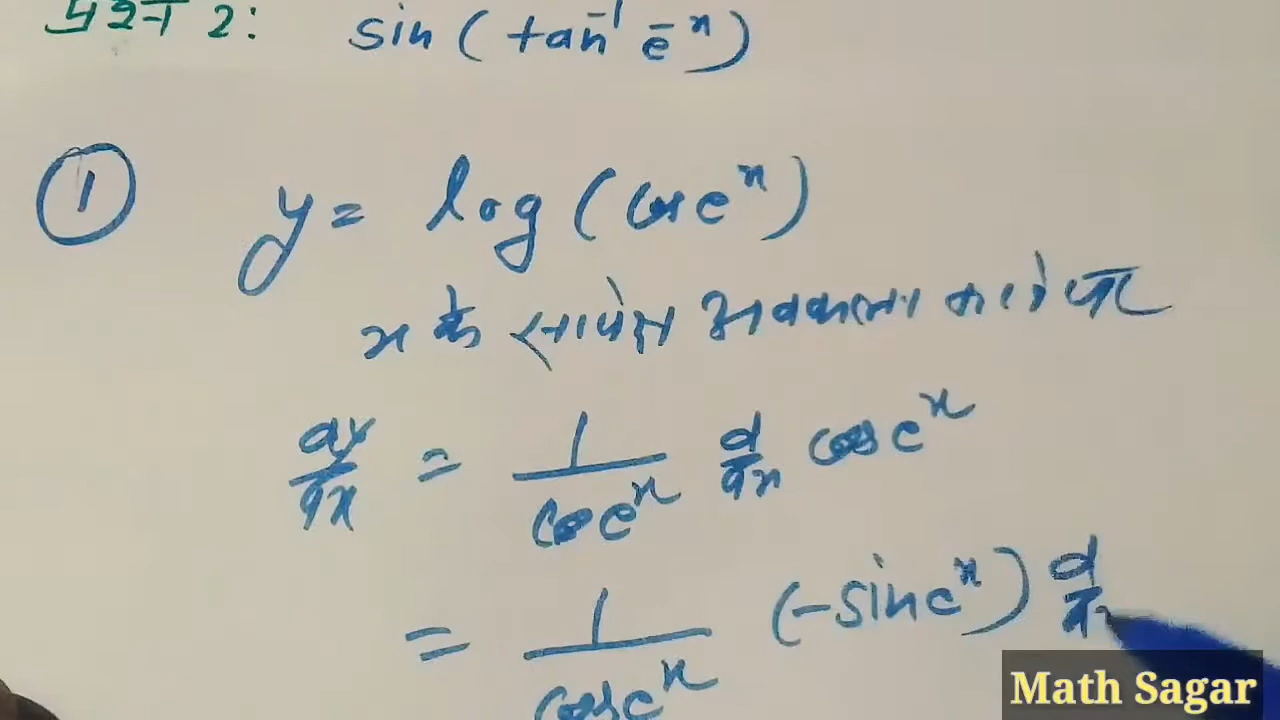 प्रश्न 2: sin(tan⁻¹ e⁻ˣ)
① y = log(cos eˣ)
x के सापेक्ष अवकलन करने पर
dy/dx = 1/cos eˣ d/dx cos eˣ
= 1/cos eˣ (-sin eˣ) d/dx
Math Sagar